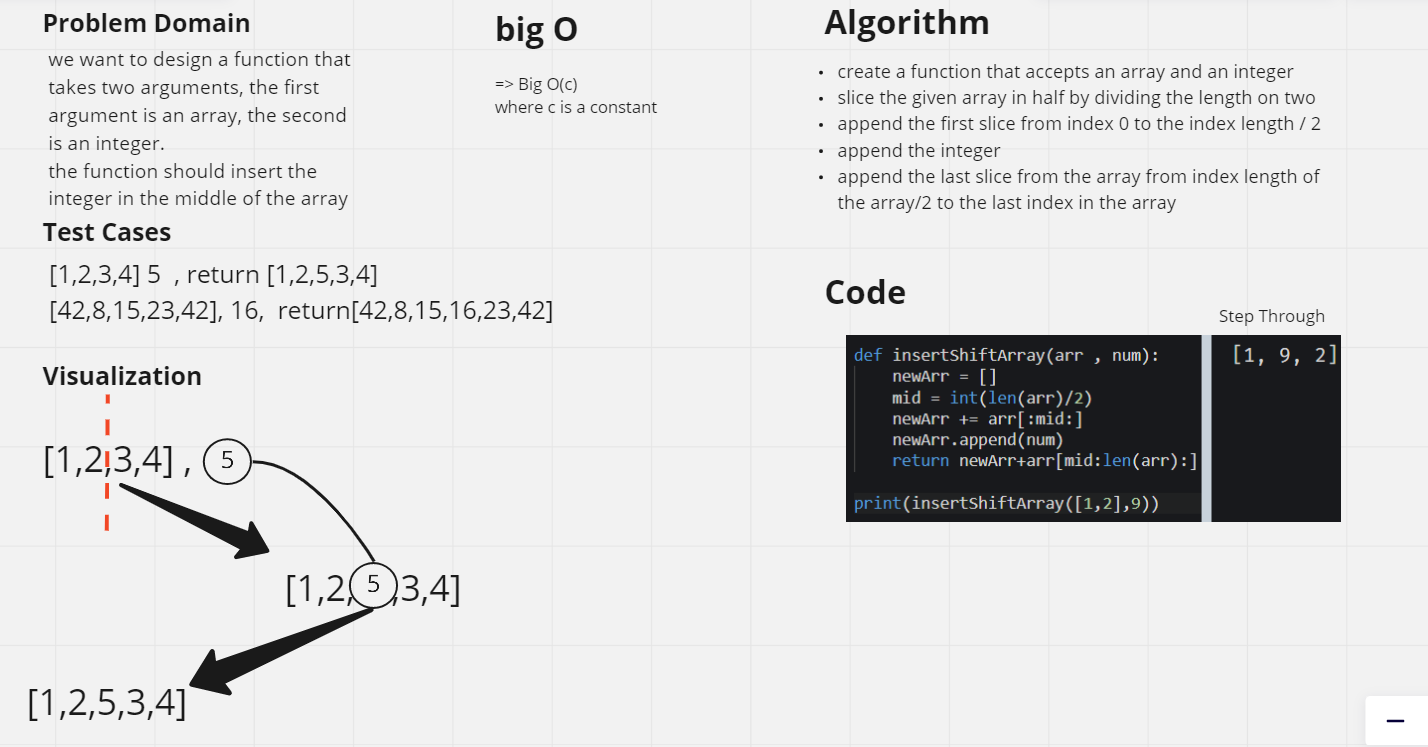 Problem Domain
we want to design a function that
takes two arguments, the first
argument is an array, the second
is an integer.
the function should insert the
integer in the middle of the array
Test Cases
[1,2,3,4] 5  , return [1,2,5,3,4]
[42,8,15,23,42], 16,  return[42,8,15,16,23,42]
Visualization
[1,2,3,4] , 5
[1,2, 5 ,3,4]
[1,2,5,3,4]
big O
=> Big O(c)
where c is a constant
Algorithm
• create a function that accepts an array and an integer
• slice the given array in half by dividing the length on two
• append the first slice from index 0 to the index length / 2
• append the integer
• append the last slice from the array from index length of
the array/2 to the last index in the array
Code
Step Through
def insertShiftArray(arr , num):
    newArr = []
    mid = int(len(arr)/2)
    newArr += arr[:mid:]
    newArr.append(num)
    return newArr+arr[mid:len(arr):]
print(insertShiftArray([1,2],9))
[1, 9, 2]